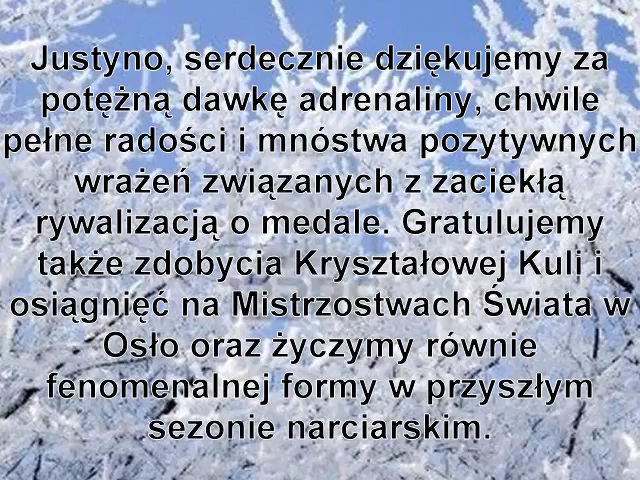 Justyno, serdecznie dziękujemy za
potężną dawkę adrenaliny, chwile
pełne radości i mnóstwa pozytywnych
wrażeń związanych z zaciekłą
rywalizacją o medale. Gratulujemy
także zdobycia Kryształowej Kuli i
osiągnięć na Mistrzostwach Świata w
Osło oraz życzymy równie
fenomenalnej formy w przyszłym
sezonie narciarskim.